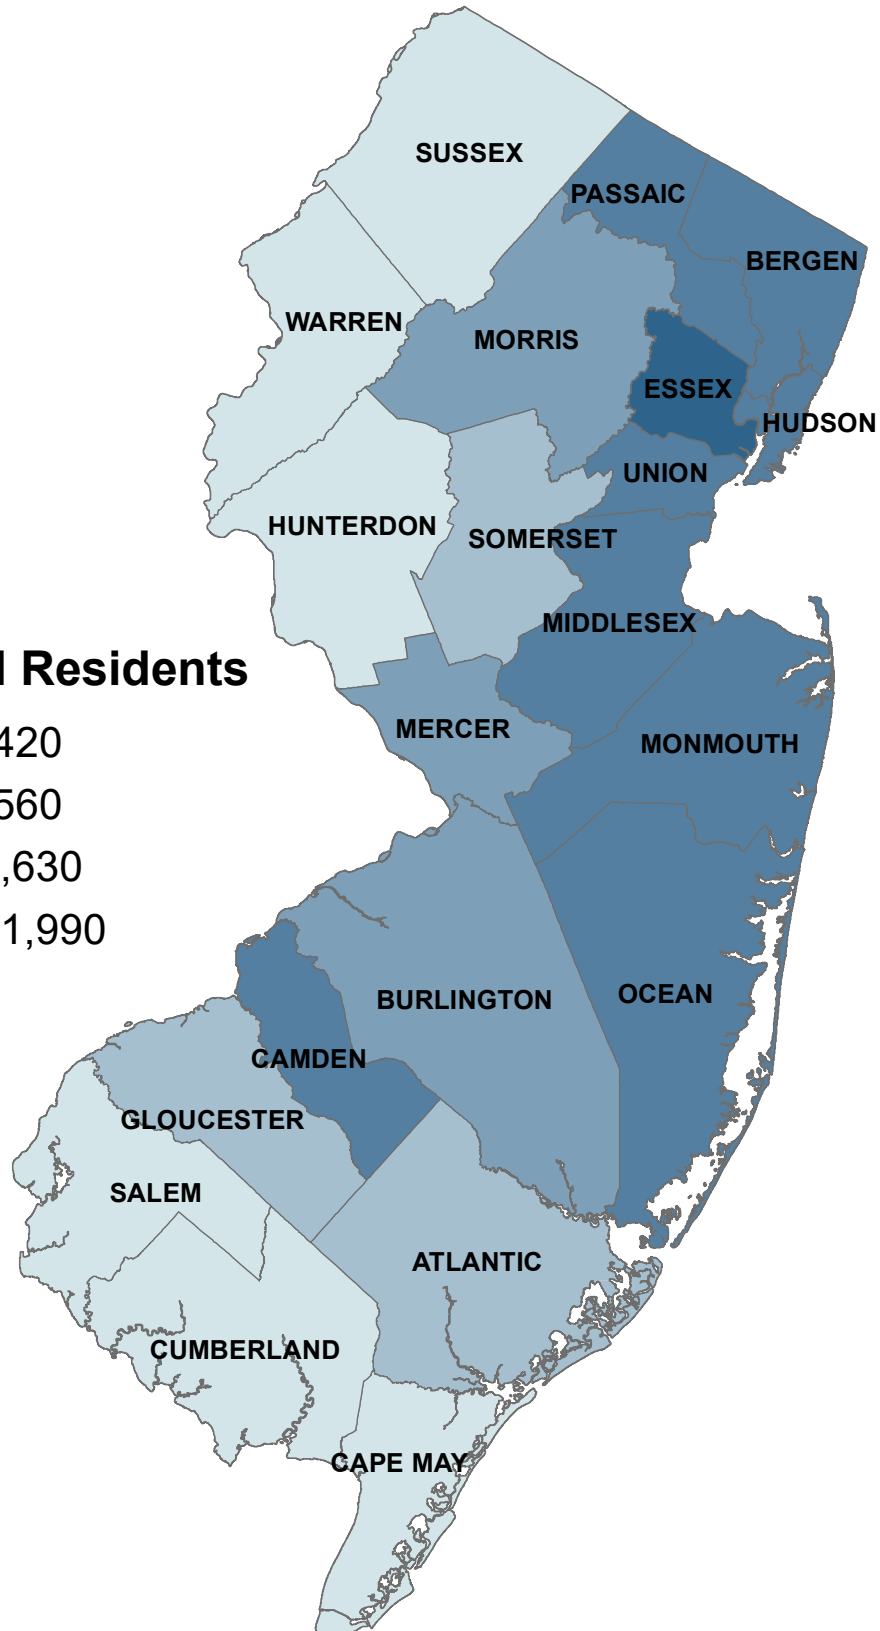 SUSSEX
PASSAIC
BERGEN
WARREN
MORRIS
ESSEX
HUDSON
UNION
HUNTERDON
SOMERSET
MIDDLESEX
Residents
MERCER
420
MONMOUTH
560
,630
1,990
OCEAN
BURLINGTON
CAMDEN
GLOUCESTER
SALEM
ATLANTIC
CUMBERLAND
CAPE MAY